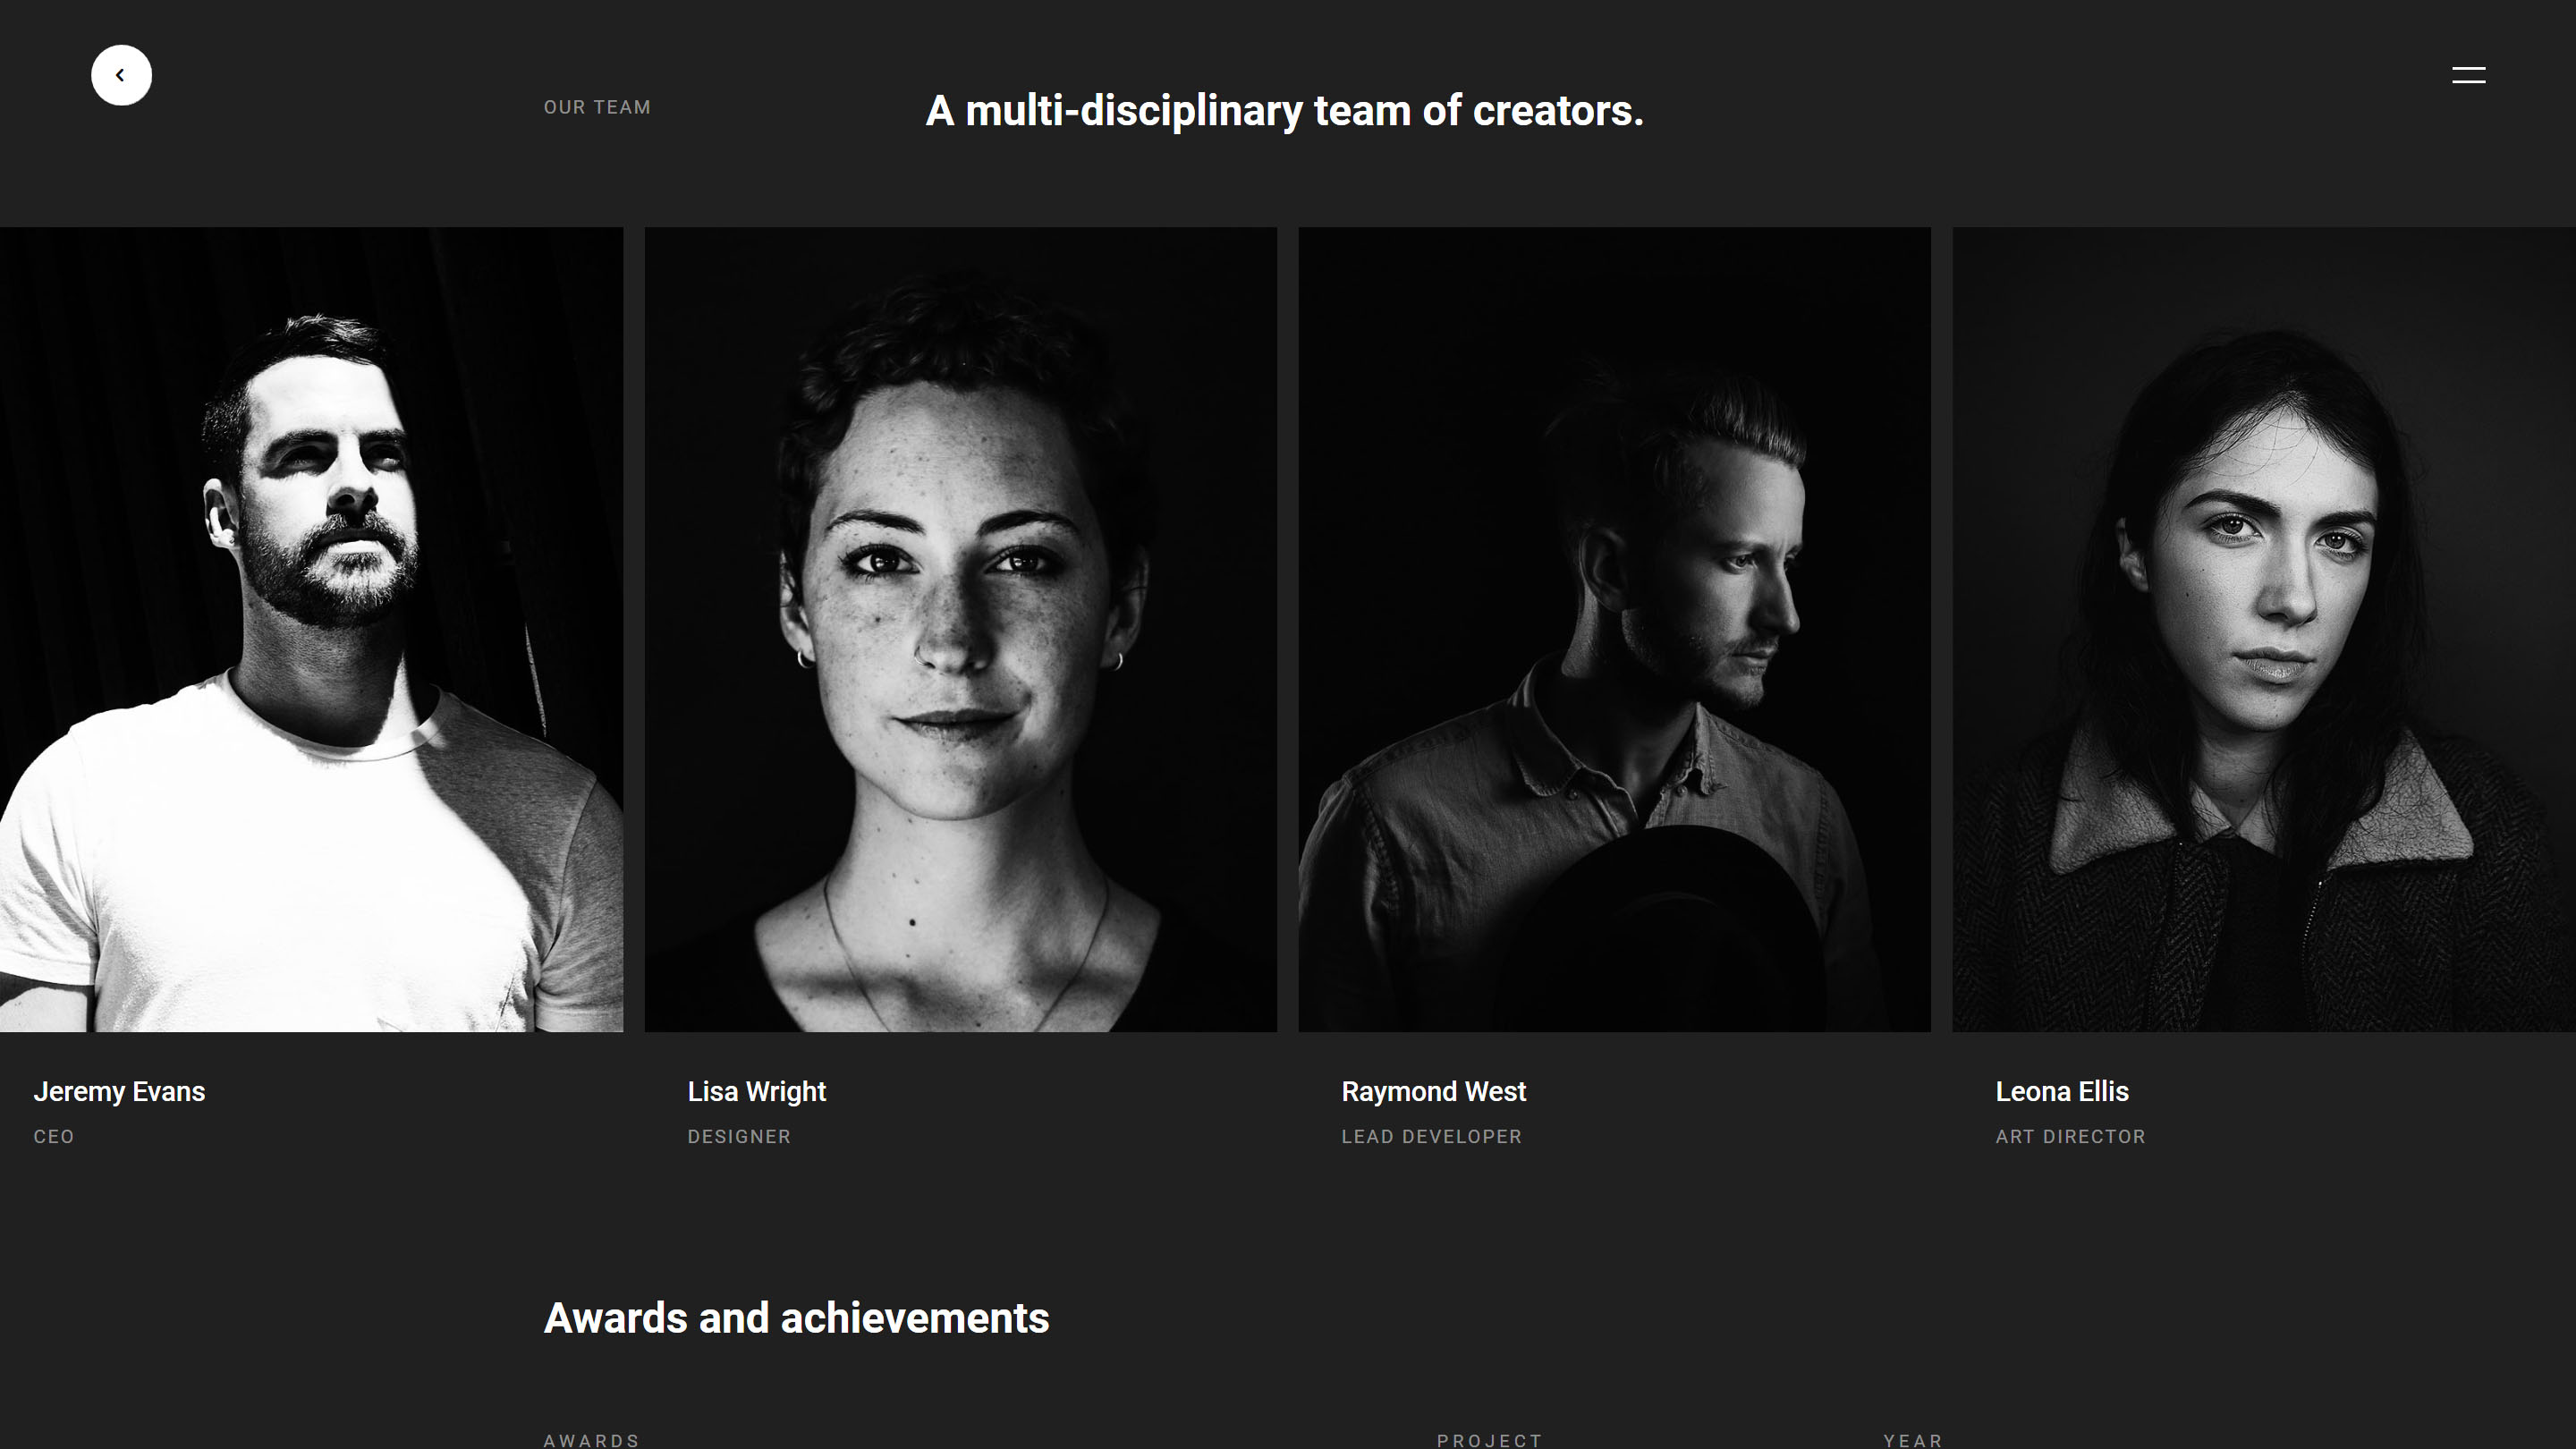 OUR TEAM
A multi-disciplinary team of creators.
Jeremy Evans
CEO
Lisa Wright
DESIGNER
Raymond West
LEAD DEVELOPER
Leona Ellis
ART DIRECTOR
Awards and achievements
AWARDS PROJECT YEAR